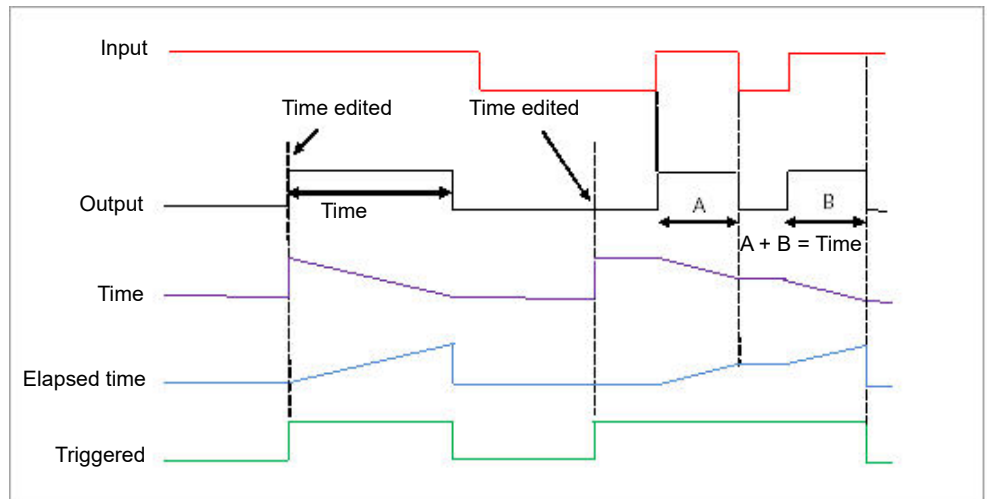 Input
Time edited
Time edited
Output
Time
A
B
A + B = Time
Time
Elapsed time
Triggered